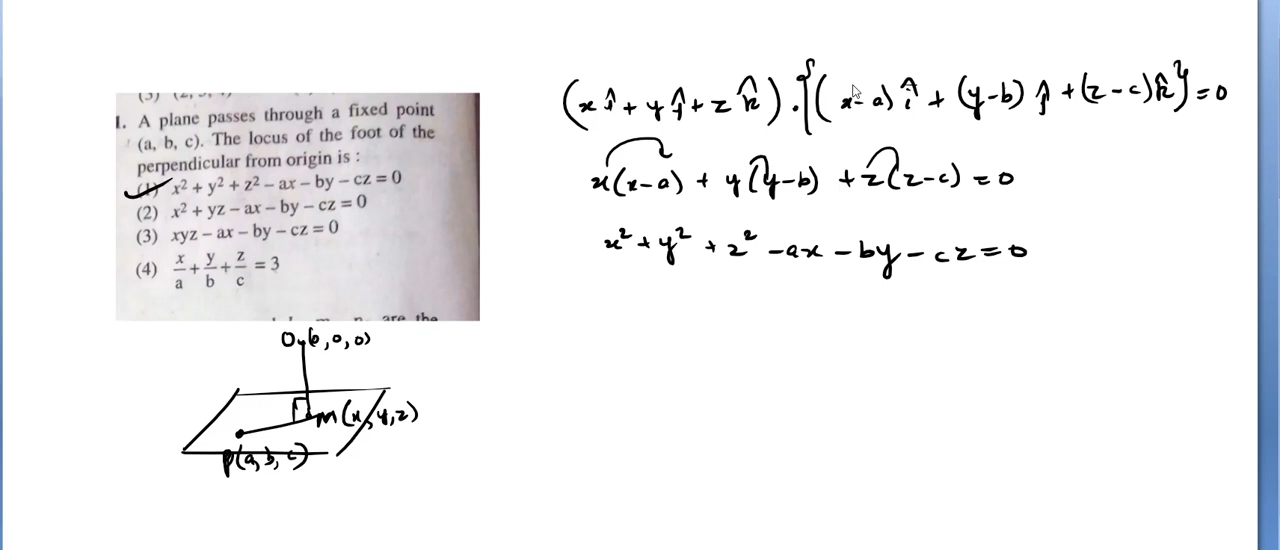 1. A plane passes through a fixed point
(a, b, c). The locus of the foot of the
perpendicular from origin is :
(1) x² + y² + z² − ax − by − cz = 0
(2) x² + yz − ax − by − cz = 0
(3) xyz − ax − by − cz = 0
(4) x/a + y/b + z/c = 3
are the
O(0,0,0)
M(x,y,z)
P(a,b,c)
(x î + y ĵ + z k̂) . {(x−a) î + (y−b) ĵ + (z−c) k̂} = 0
x(x−a) + y(y−b) + z(z−c) = 0
x² + y² + z² − ax − by − cz = 0